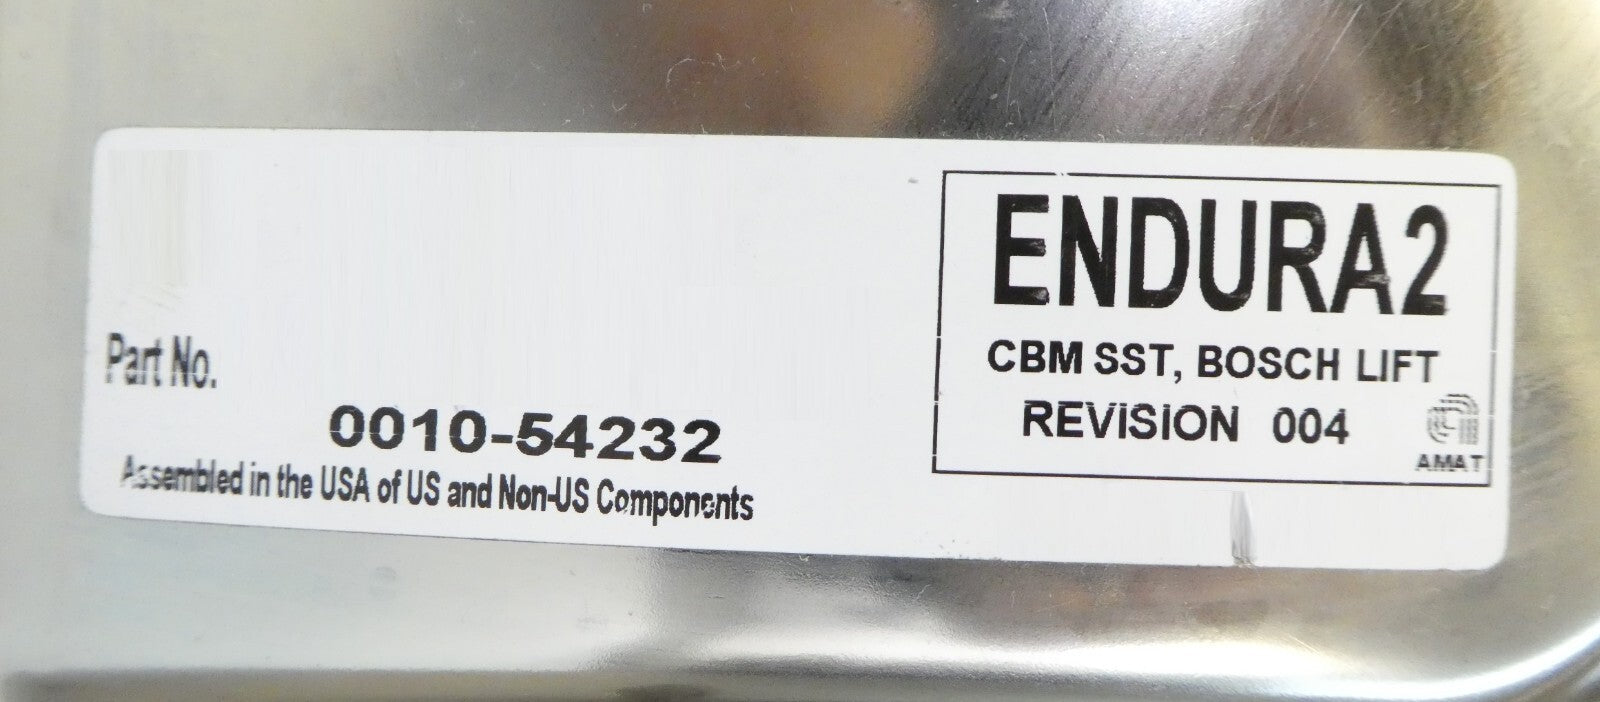 Part No.
0010-54232
Assembled in the USA of US and Non-US Components
ENDURA2
CBM SST, BOSCH LIFT
REVISION 004
AMAT